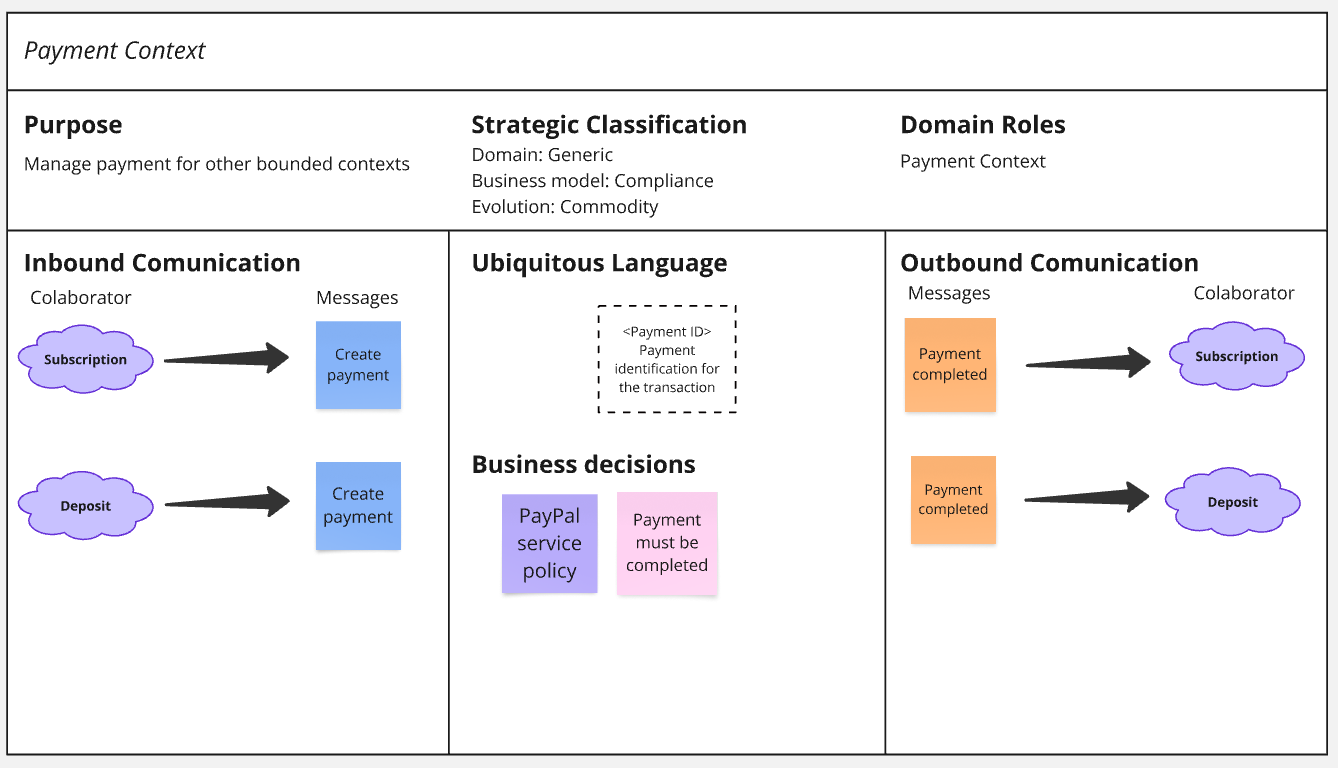 Payment Context
Purpose
Manage payment for other bounded contexts
Strategic Classification
Domain: Generic
Business model: Compliance
Evolution: Commodity
Domain Roles
Payment Context
Inbound Comunication
Colaborator
Messages
Subscription
Create
payment
Deposit
Create
payment
Ubiquitous Language
<Payment ID>
Payment
identification for
the transaction
Business decisions
PayPal
service
policy
Payment
must be
completed
Outbound Comunication
Messages
Colaborator
Payment
completed
Subscription
Payment
completed
Deposit